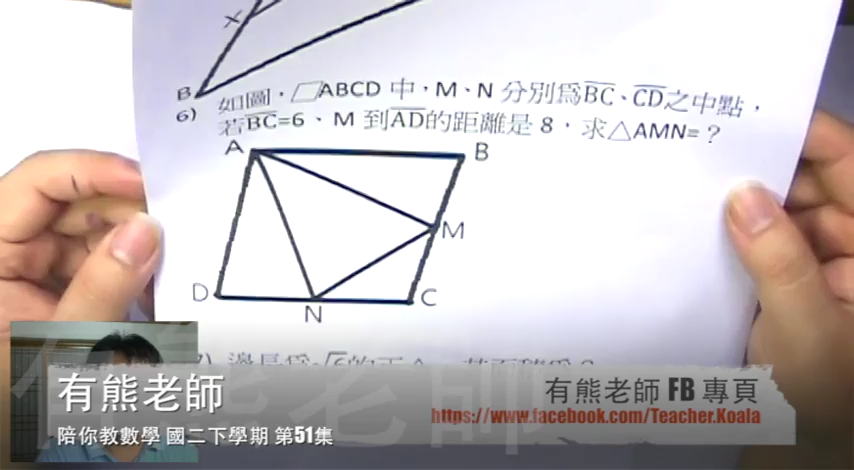 X
B
6) 如圖，▱ABCD 中，M、N 分別為BC、CD之中點，
若BC=6、M 到AD的距離是 8，求△AMN=？
A
B
M
D
N
C
有熊老師
有熊老師 FB 專頁
https://www.facebook.com/Teacher.Koala
陪你教數學 國二下學期 第51集